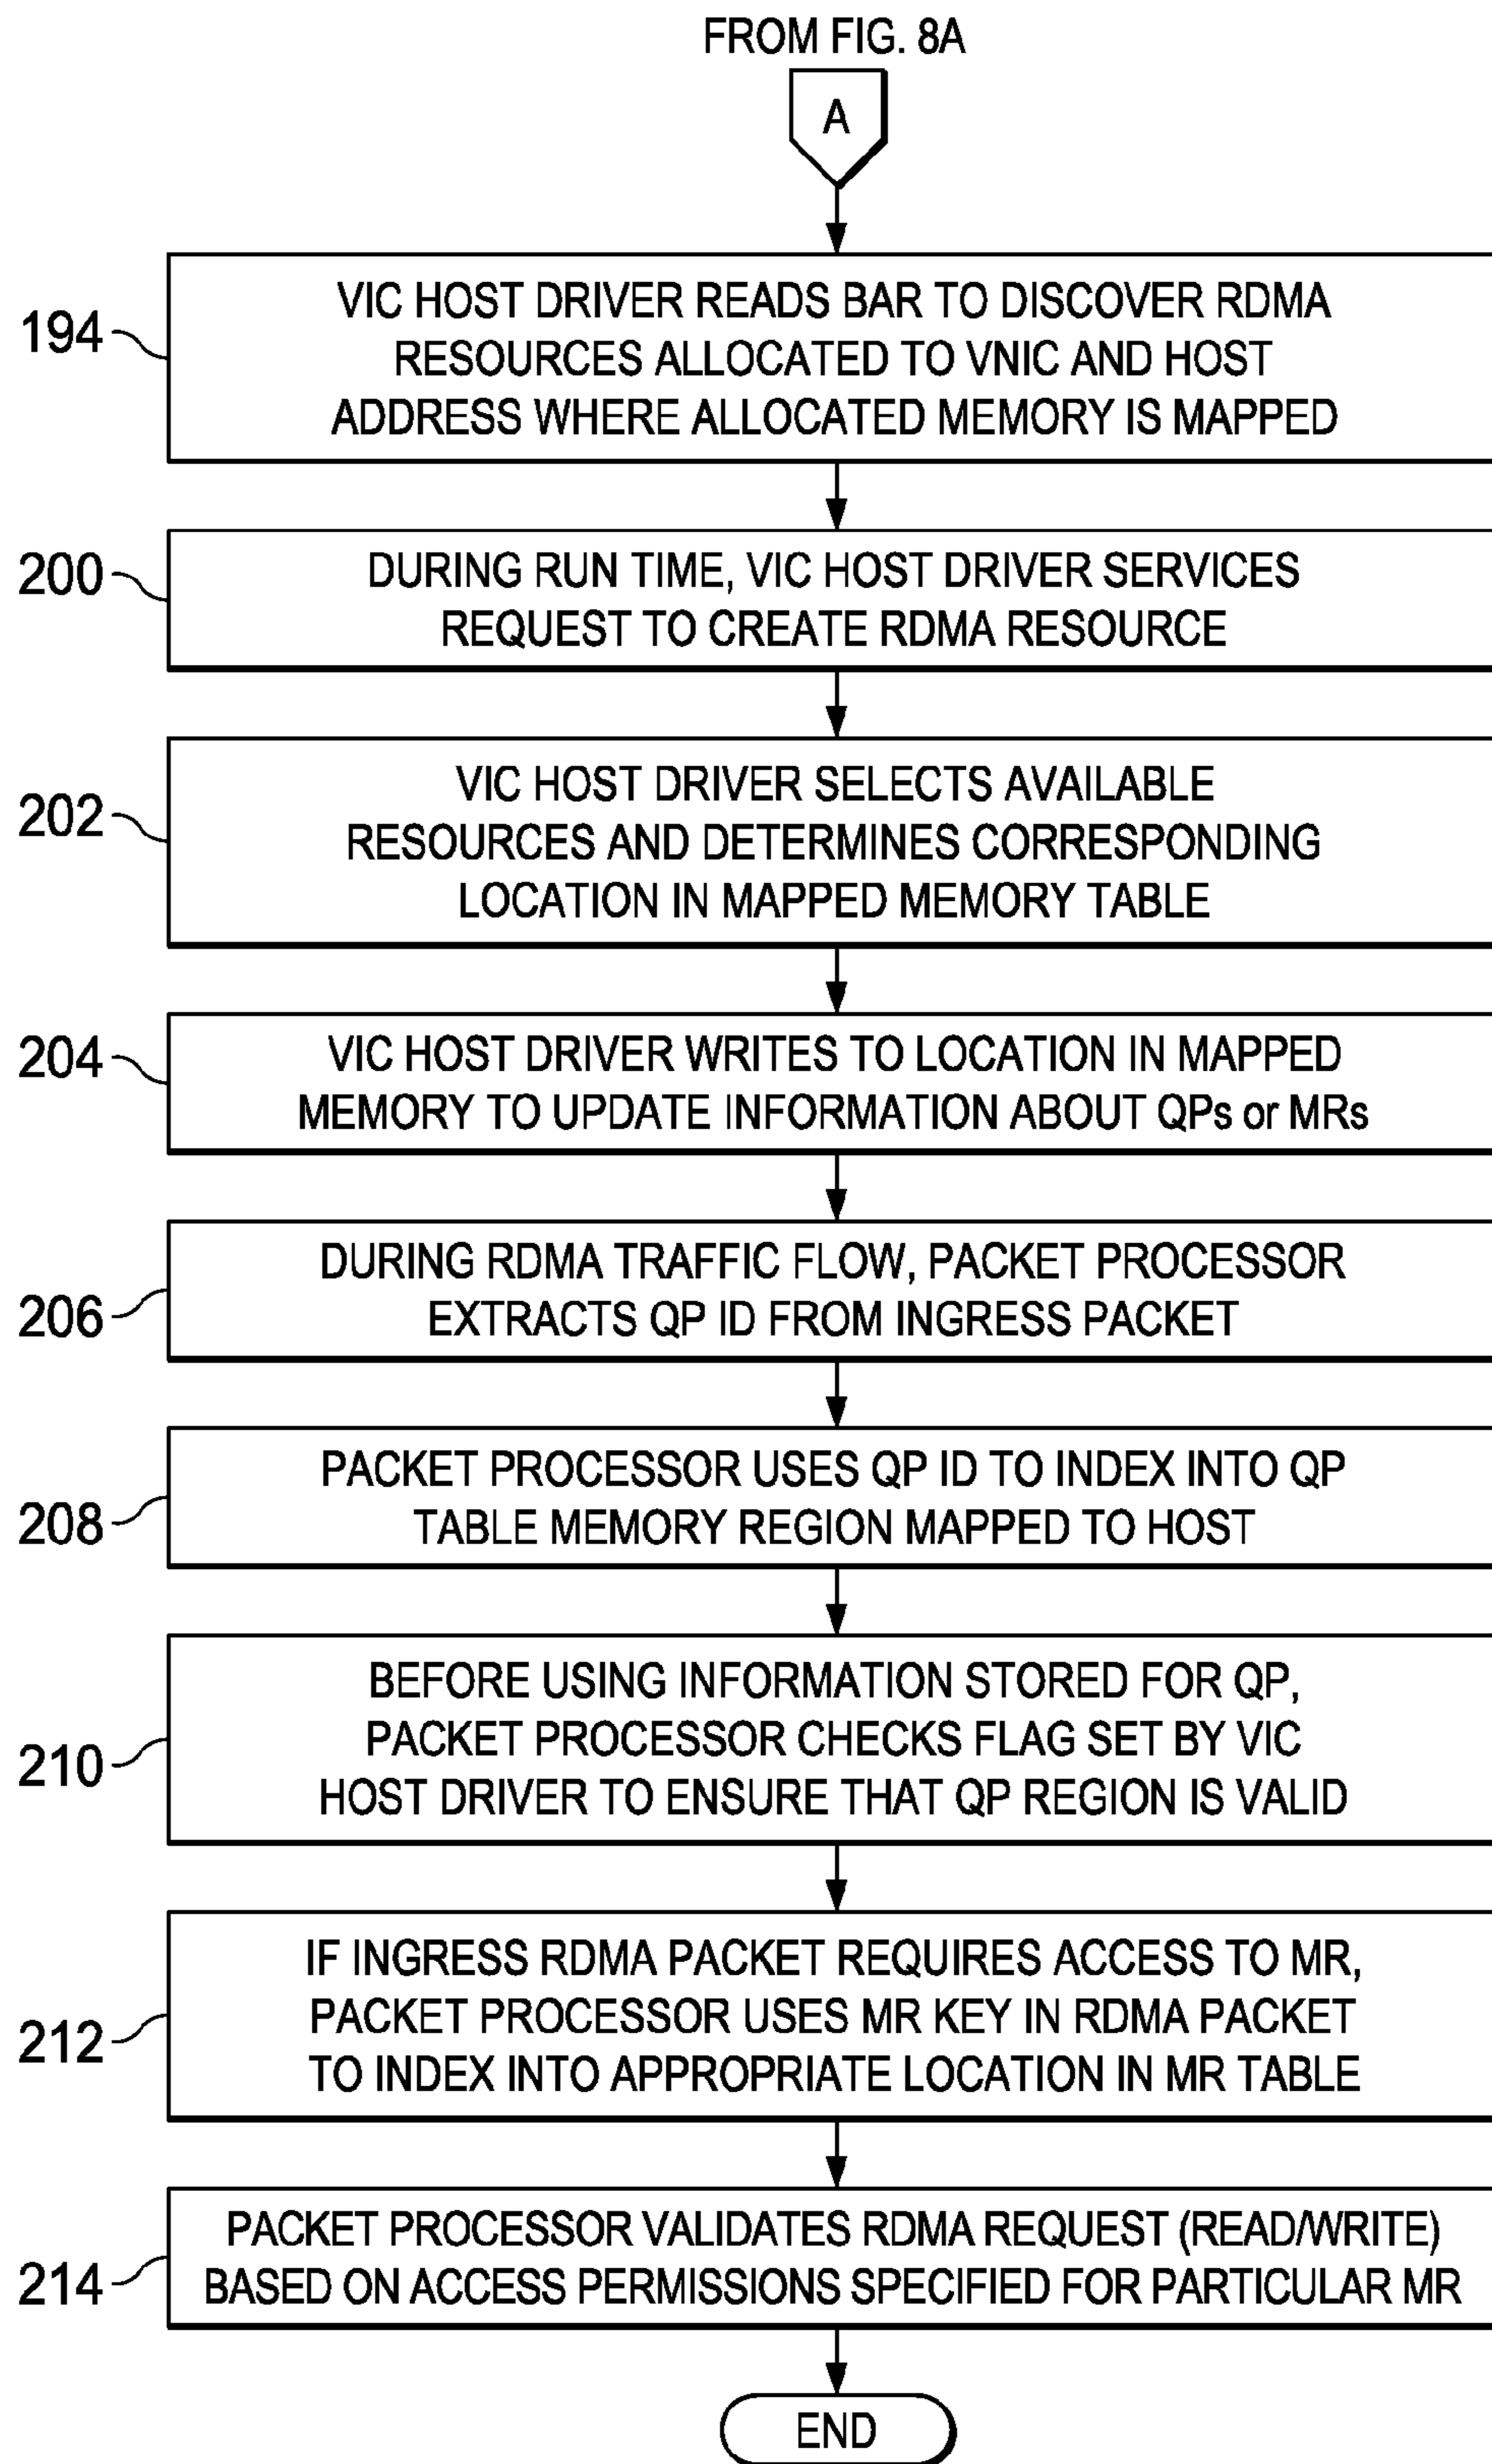 FROM FIG. 8A
A
194
VIC HOST DRIVER READS BAR TO DISCOVER RDMA
RESOURCES ALLOCATED TO VNIC AND HOST
ADDRESS WHERE ALLOCATED MEMORY IS MAPPED
200
DURING RUN TIME, VIC HOST DRIVER SERVICES
REQUEST TO CREATE RDMA RESOURCE
202
VIC HOST DRIVER SELECTS AVAILABLE
RESOURCES AND DETERMINES CORRESPONDING
LOCATION IN MAPPED MEMORY TABLE
204
VIC HOST DRIVER WRITES TO LOCATION IN MAPPED
MEMORY TO UPDATE INFORMATION ABOUT QPs or MRs
206
DURING RDMA TRAFFIC FLOW, PACKET PROCESSOR
EXTRACTS QP ID FROM INGRESS PACKET
208
PACKET PROCESSOR USES QP ID TO INDEX INTO QP
TABLE MEMORY REGION MAPPED TO HOST
210
BEFORE USING INFORMATION STORED FOR QP,
PACKET PROCESSOR CHECKS FLAG SET BY VIC
HOST DRIVER TO ENSURE THAT QP REGION IS VALID
212
IF INGRESS RDMA PACKET REQUIRES ACCESS TO MR,
PACKET PROCESSOR USES MR KEY IN RDMA PACKET
TO INDEX INTO APPROPRIATE LOCATION IN MR TABLE
214
PACKET PROCESSOR VALIDATES RDMA REQUEST (READ/WRITE)
BASED ON ACCESS PERMISSIONS SPECIFIED FOR PARTICULAR MR
END